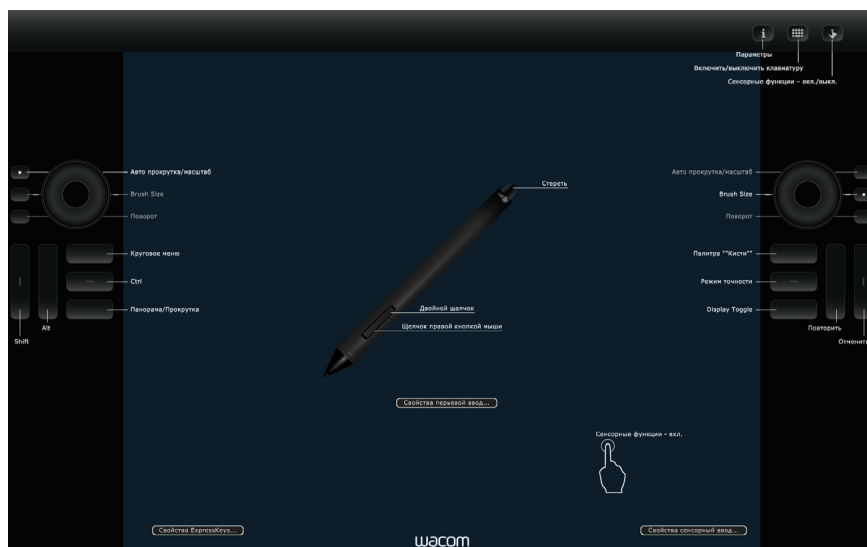 Параметры
Включить/выключить клавиатуру
Сенсорные функции – вкл./выкл.
Авто прокрутка/масштаб
Brush Size
Поворот
Круговое меню
Ctrl
Панорама/Прокрутка
Alt
Shift
Стереть
Двойной щелчок
Щелчок правой кнопкой мыши
Авто прокрутка/масштаб
Brush Size
Поворот
Палитра ""Кисти""
Режим точности
Display Toggle
Повторить
Отменить
Свойства перьевой ввод...
Сенсорные функции – вкл.
Свойства ExpressKeys...
Свойства сенсорный ввод...
wacom